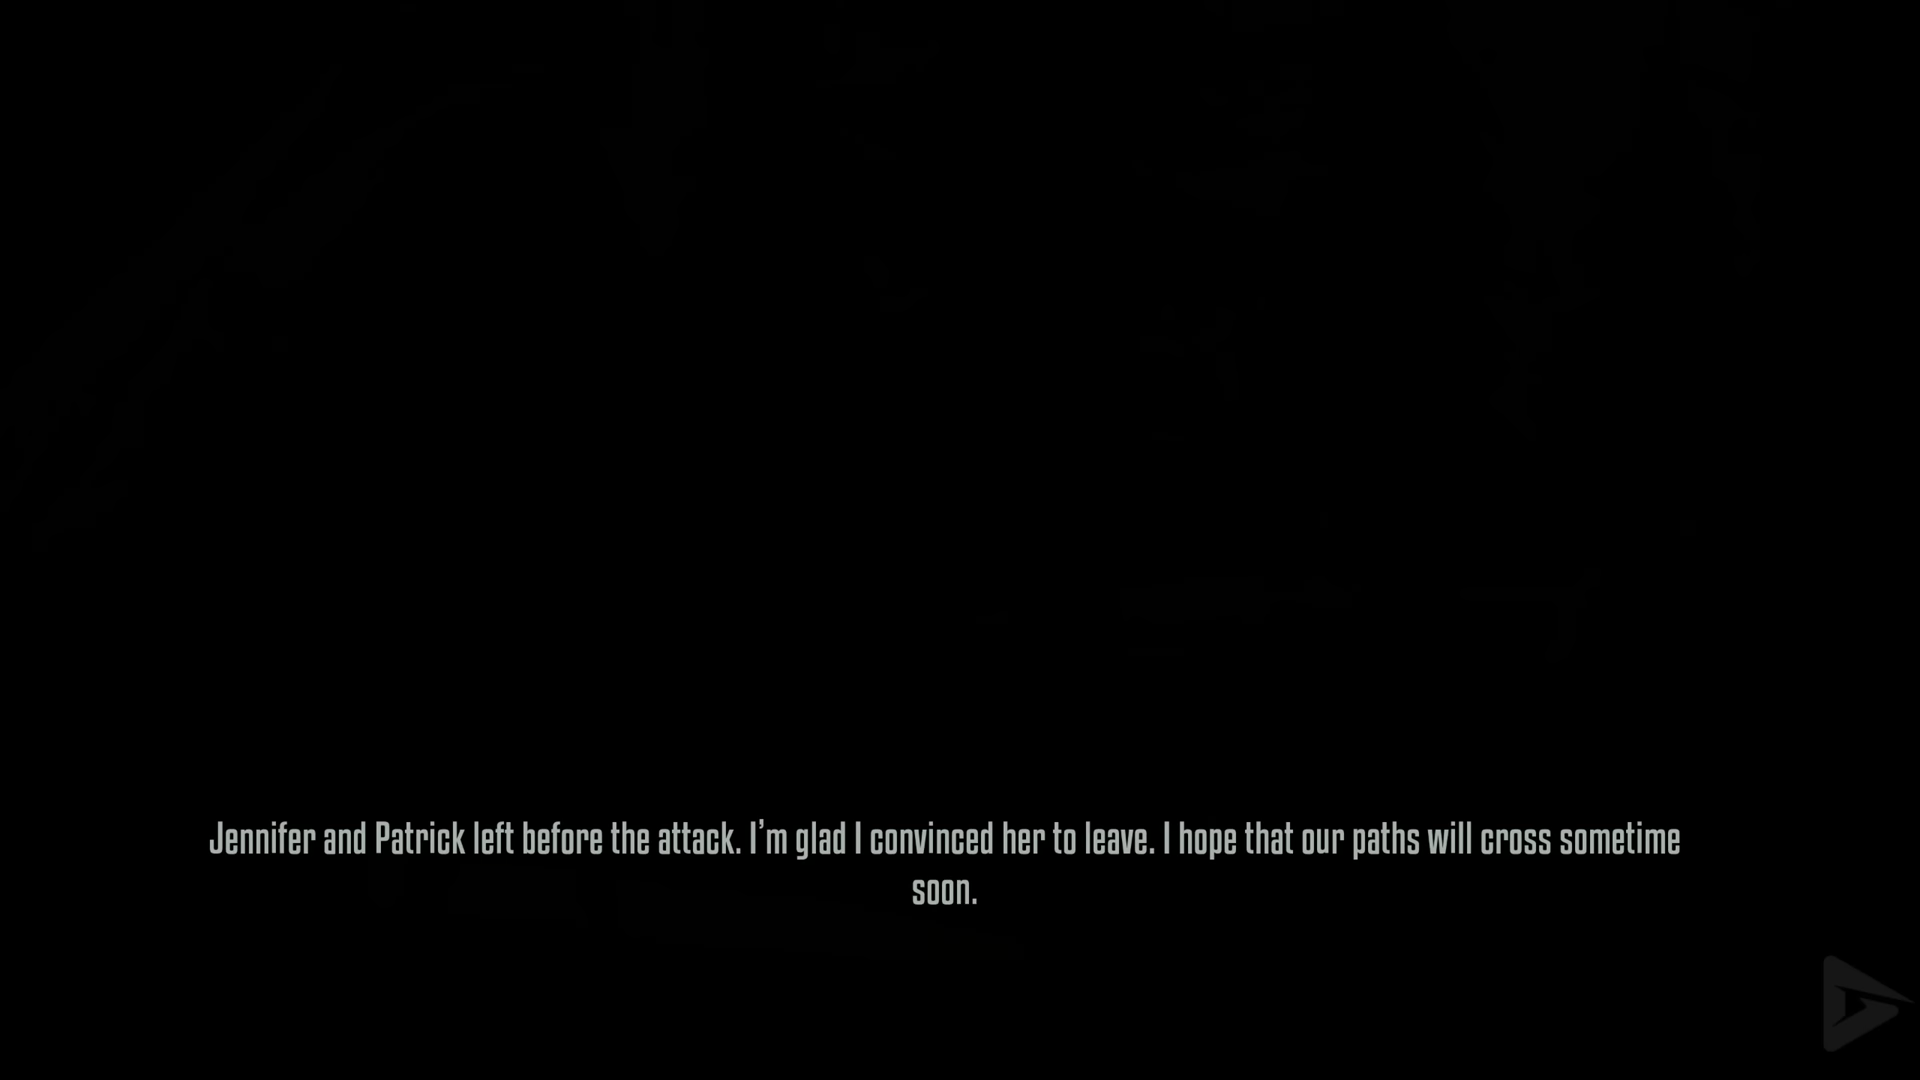 Jennifer and Patrick left before the attack. I’m glad I convinced her to leave. I hope that our paths will cross sometime
soon.